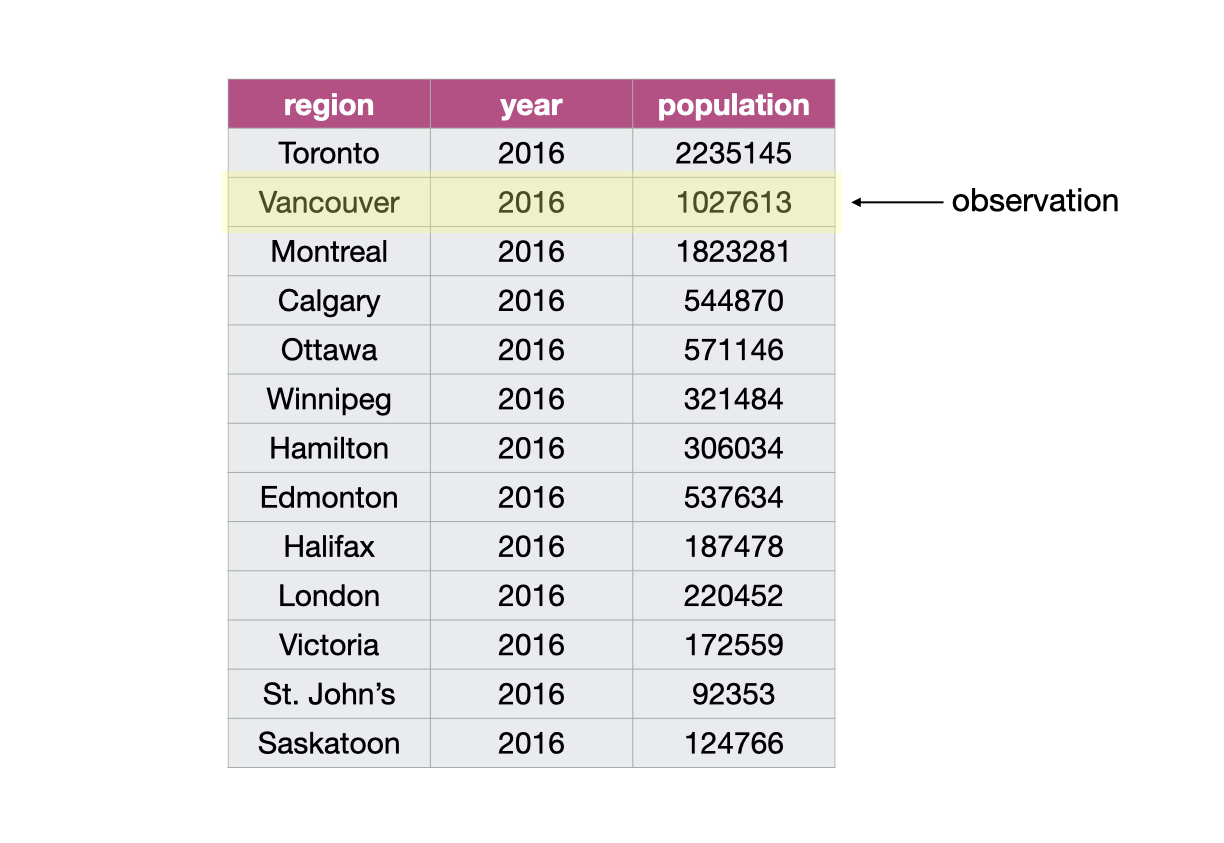 region year population
Toronto 2016 2235145
Vancouver 2016 1027613 observation
Montreal 2016 1823281
Calgary 2016 544870
Ottawa 2016 571146
Winnipeg 2016 321484
Hamilton 2016 306034
Edmonton 2016 537634
Halifax 2016 187478
London 2016 220452
Victoria 2016 172559
St. John’s 2016 92353
Saskatoon 2016 124766